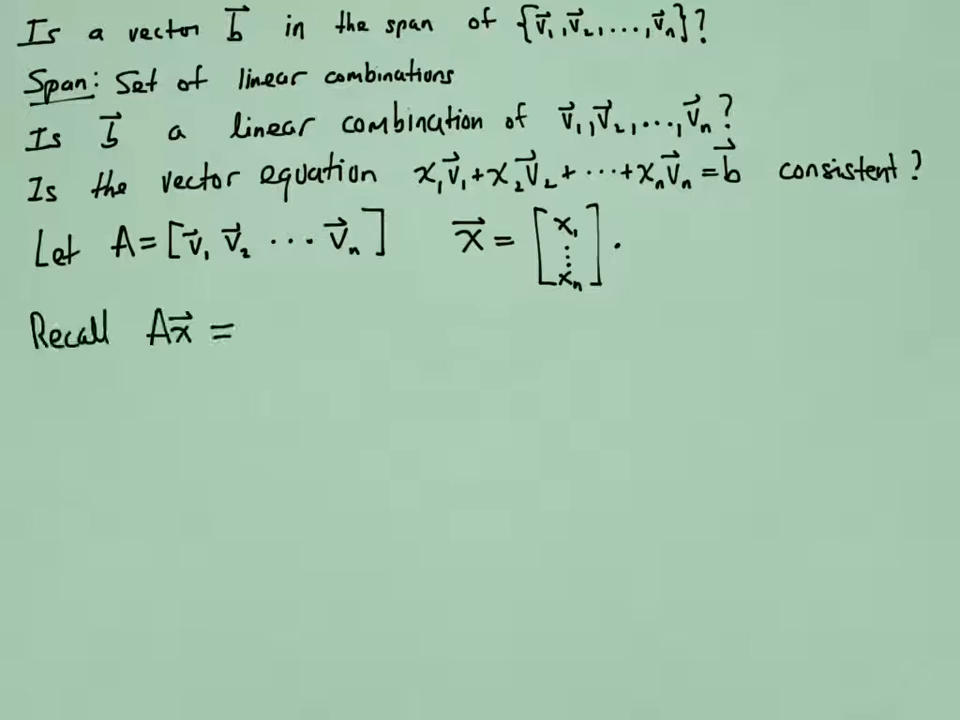 Is a vector b⃗ in the span of {v⃗₁,v⃗₂,...,v⃗ₙ}?
Span: Set of linear combinations
Is b⃗ a linear combination of v⃗₁,v⃗₂,...,v⃗ₙ?
Is the vector equation x₁v⃗₁+x₂v⃗₂+...+xₙv⃗ₙ=b⃗ consistent?
Let A=[v⃗₁ v⃗₂ ... v⃗ₙ] x⃗ = [x₁ ⋮ xₙ].
Recall Ax⃗ =